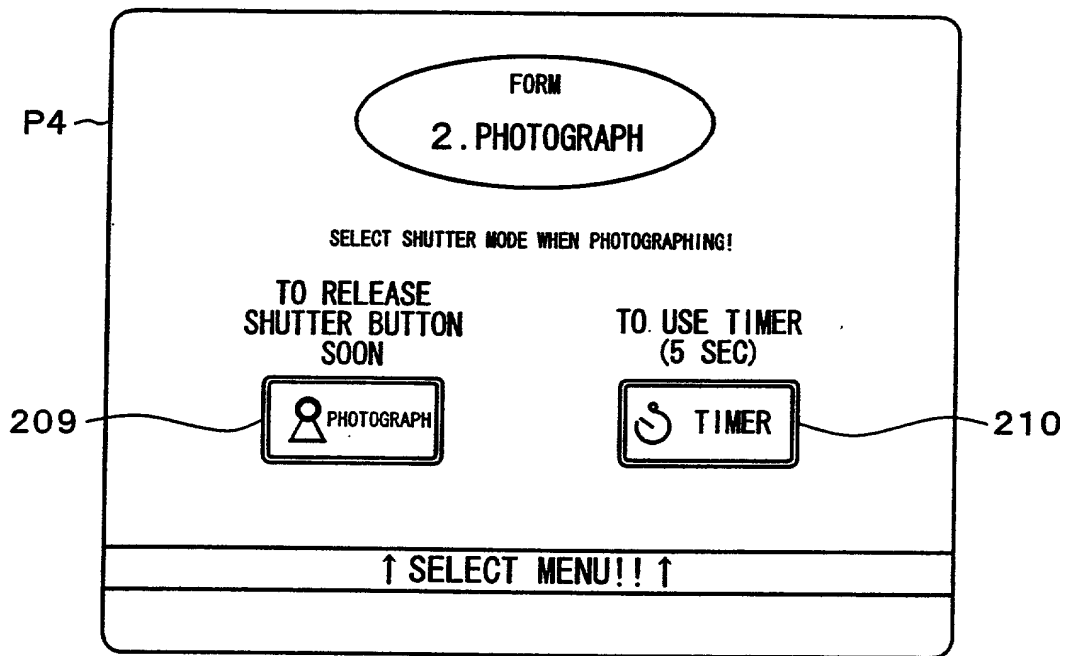 FORM
2.PHOTOGRAPH
P4
SELECT SHUTTER MODE WHEN PHOTOGRAPHING!
TO RELEASE
SHUTTER BUTTON
SOON
TO USE TIMER
(5 SEC)
209
PHOTOGRAPH
TIMER
210
↑SELECT MENU!!↑